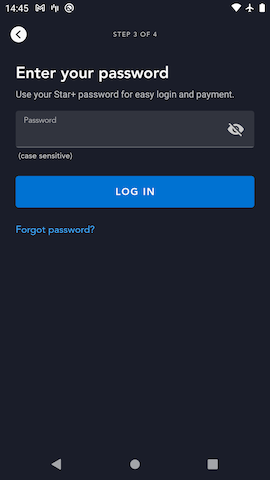 14:45
STEP 3 OF 4
Enter your password
Use your Star+ password for easy login and payment.
Password
(case sensitive)
LOG IN
Forgot password?